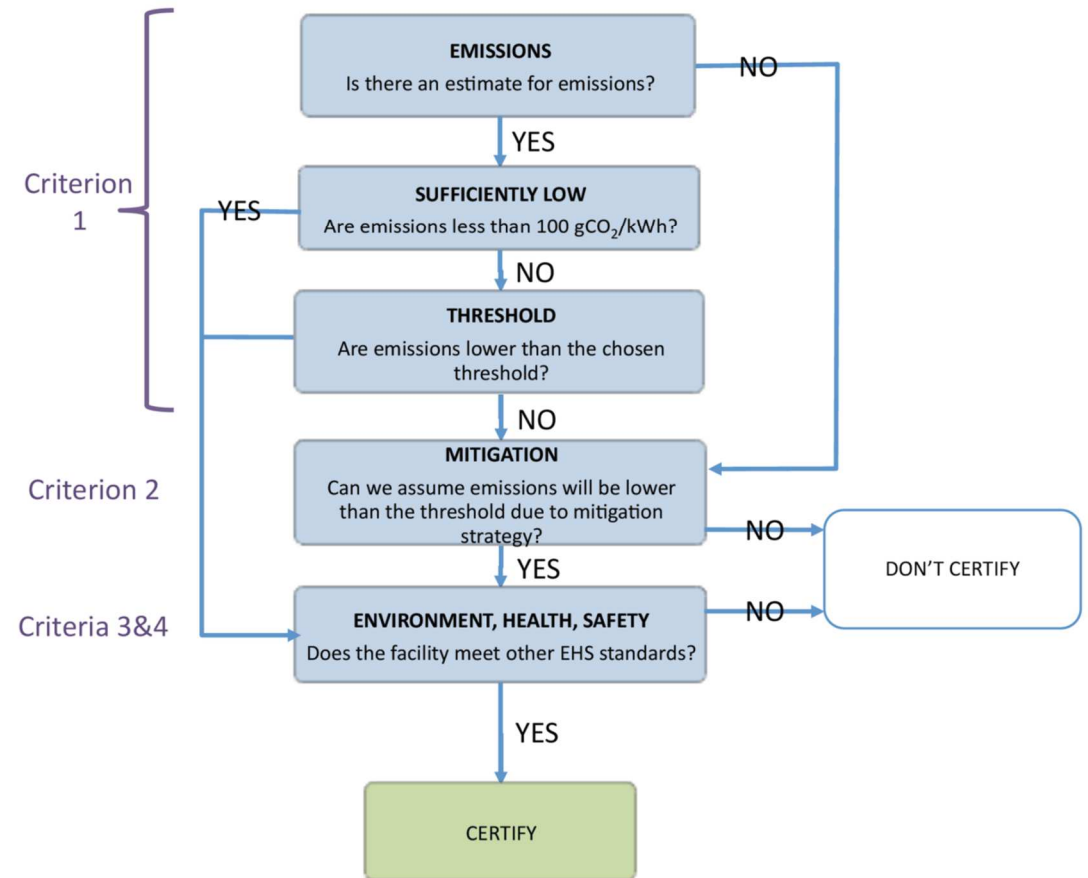 EMISSIONS
Is there an estimate for emissions?
NO
YES
Criterion
1
SUFFICIENTLY LOW
Are emissions less than 100 gCO₂/kWh?
YES
NO
THRESHOLD
Are emissions lower than the chosen
threshold?
NO
Criterion 2
MITIGATION
Can we assume emissions will be lower
than the threshold due to mitigation
strategy?
NO
YES
DON’T CERTIFY
Criteria 3&4
ENVIRONMENT, HEALTH, SAFETY
Does the facility meet other EHS standards?
NO
YES
CERTIFY